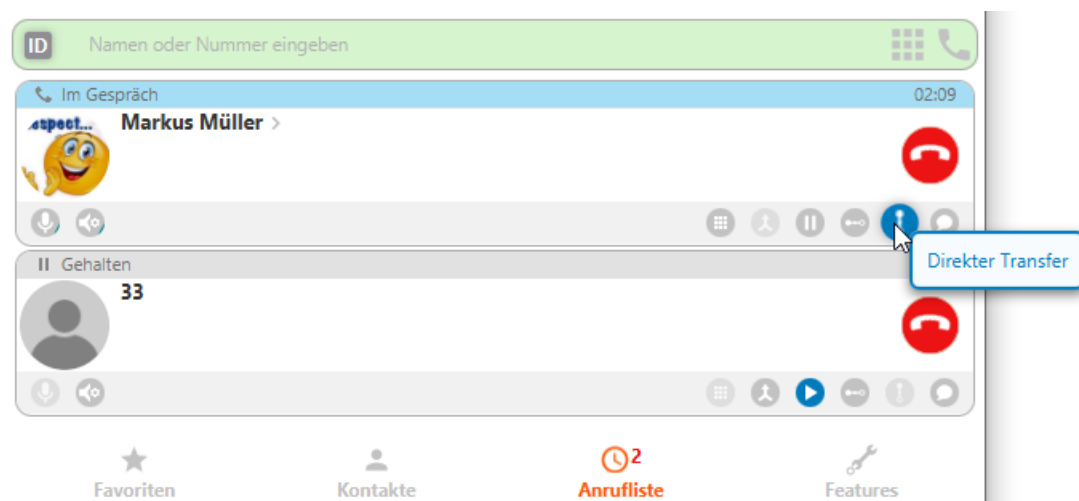 ID Namen oder Nummer eingeben
Im Gespräch 02:09
Markus Müller >
Direkter Transfer
Gehalten
33
2
Favoriten Kontakte Anrufliste Features